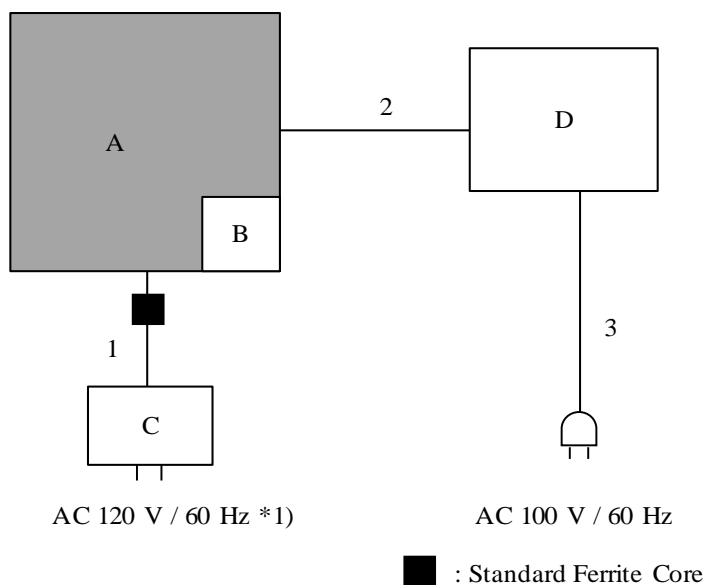 2
A
D
B
3
1
C
AC 120 V / 60 Hz *1)
AC 100 V / 60 Hz
: Standard Ferrite Core